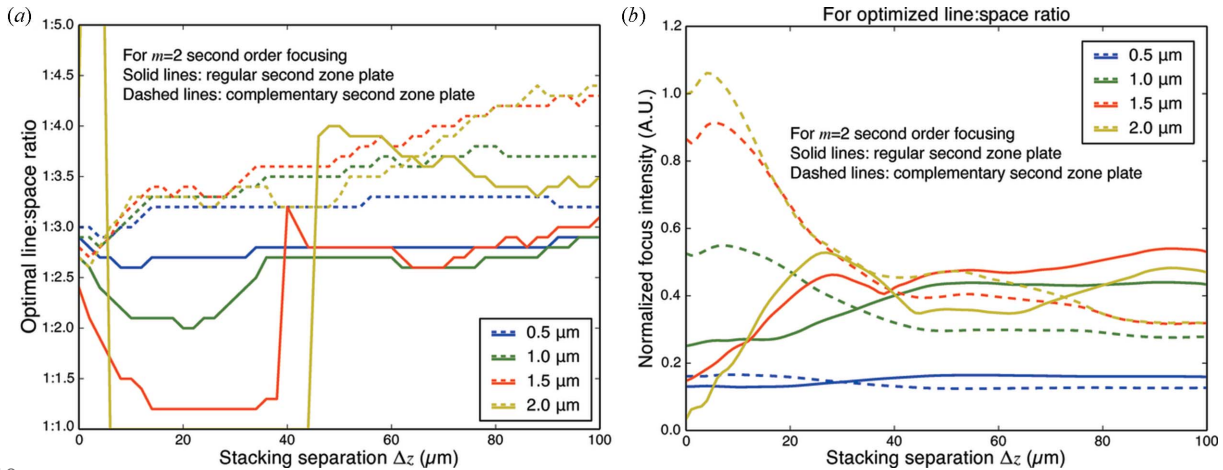 (a)
1:5.0
1:4.5
1:4.0
1:3.5
1:3.0
1:2.5
1:2.0
1:1.5
1:1.0
Optimal line:space ratio
For m=2 second order focusing
Solid lines: regular second zone plate
Dashed lines: complementary second zone plate
0.5 μm
1.0 μm
1.5 μm
2.0 μm
0 20 40 60 80 100
Stacking separation Δz (μm)
(b)
For optimized line:space ratio
1.2
1.0
0.8
0.6
0.4
0.2
0.0
Normalized focus intensity (A.U.)
0.5 μm
1.0 μm
1.5 μm
2.0 μm
For m=2 second order focusing
Solid lines: regular second zone plate
Dashed lines: complementary second zone plate
0 20 40 60 80 100
Stacking separation Δz (μm)